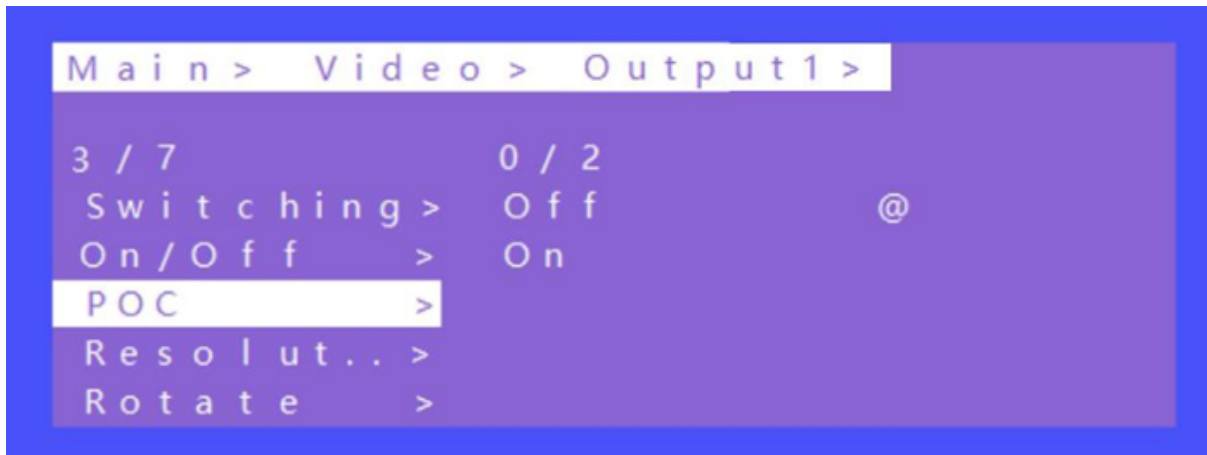 Main> Video> Output1>
3/7 0/2
Switching> Off @
On/Off > On
POC >
Resolut..>
Rotate >